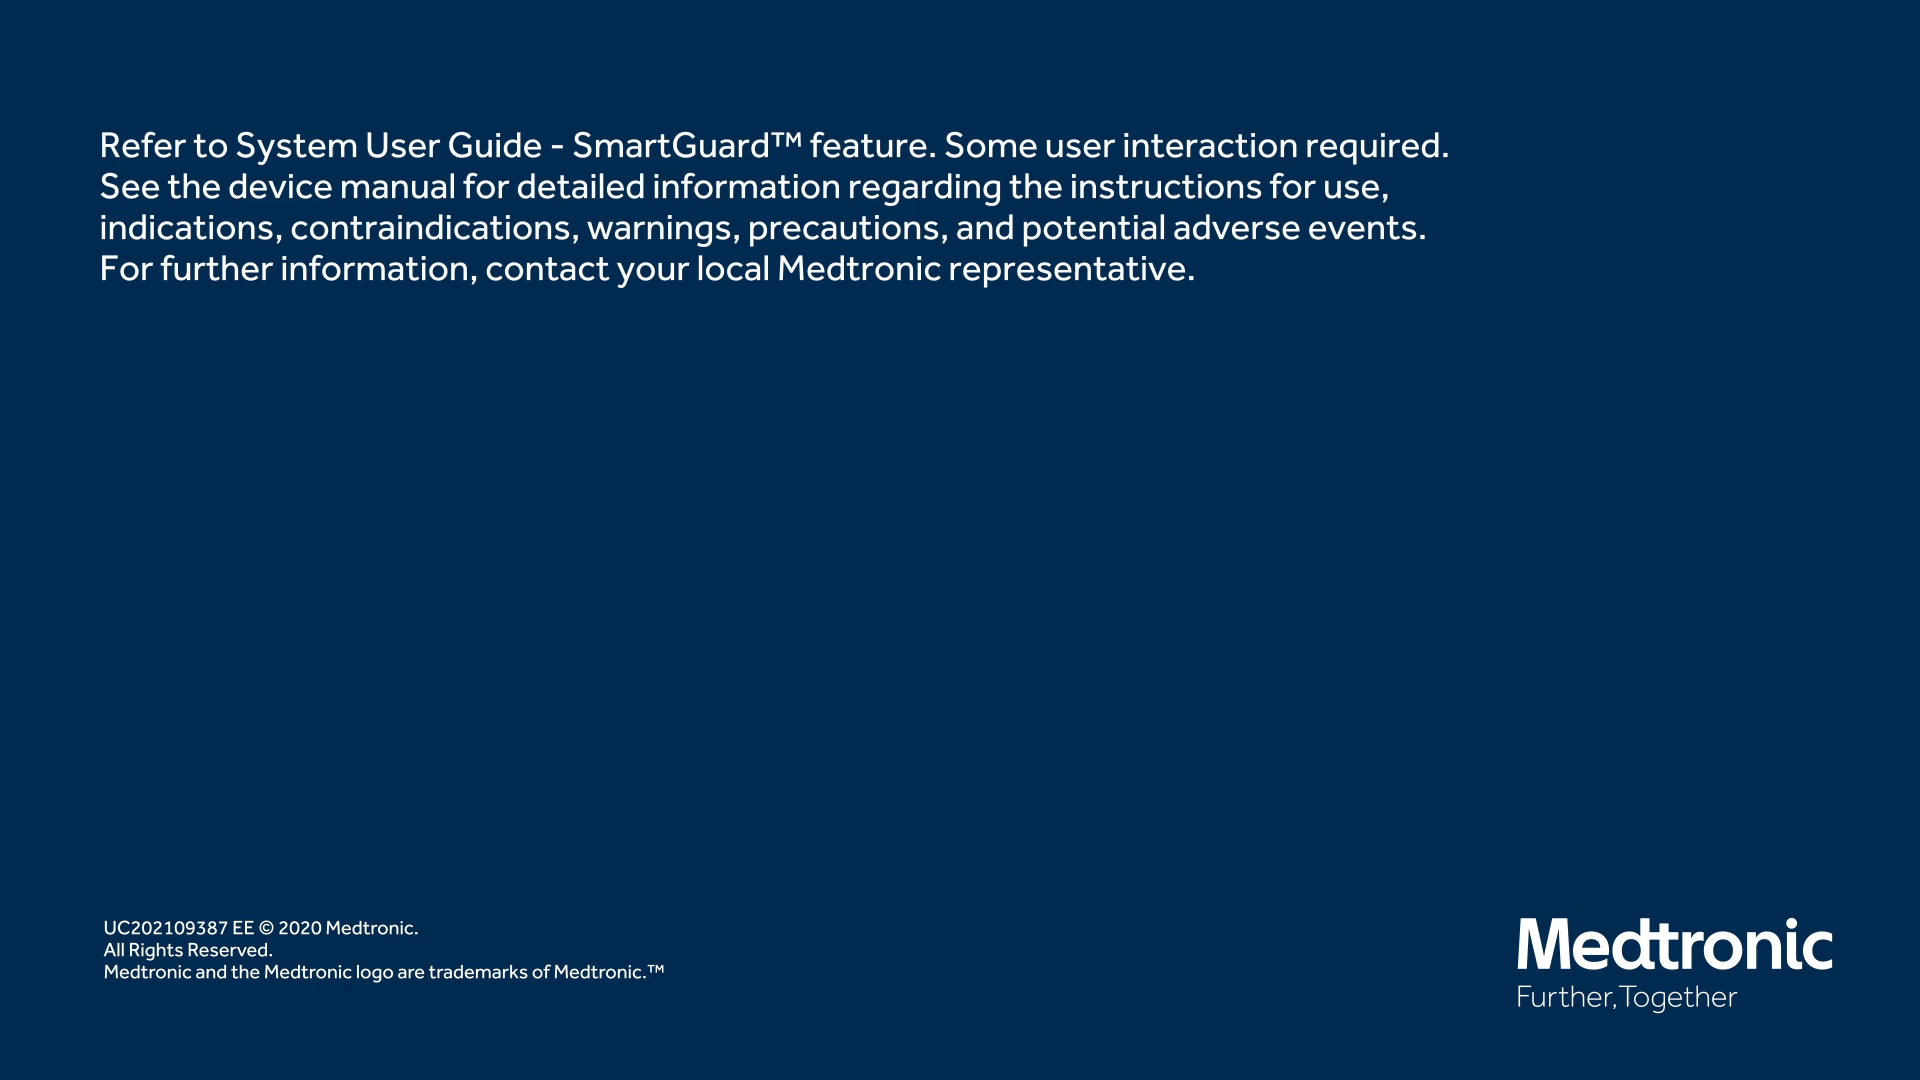 Refer to System User Guide - SmartGuard™ feature. Some user interaction required.
See the device manual for detailed information regarding the instructions for use,
indications, contraindications, warnings, precautions, and potential adverse events.
For further information, contact your local Medtronic representative.
UC202109387 EE © 2020 Medtronic.
All Rights Reserved.
Medtronic and the Medtronic logo are trademarks of Medtronic.™
Medtronic
Further, Together